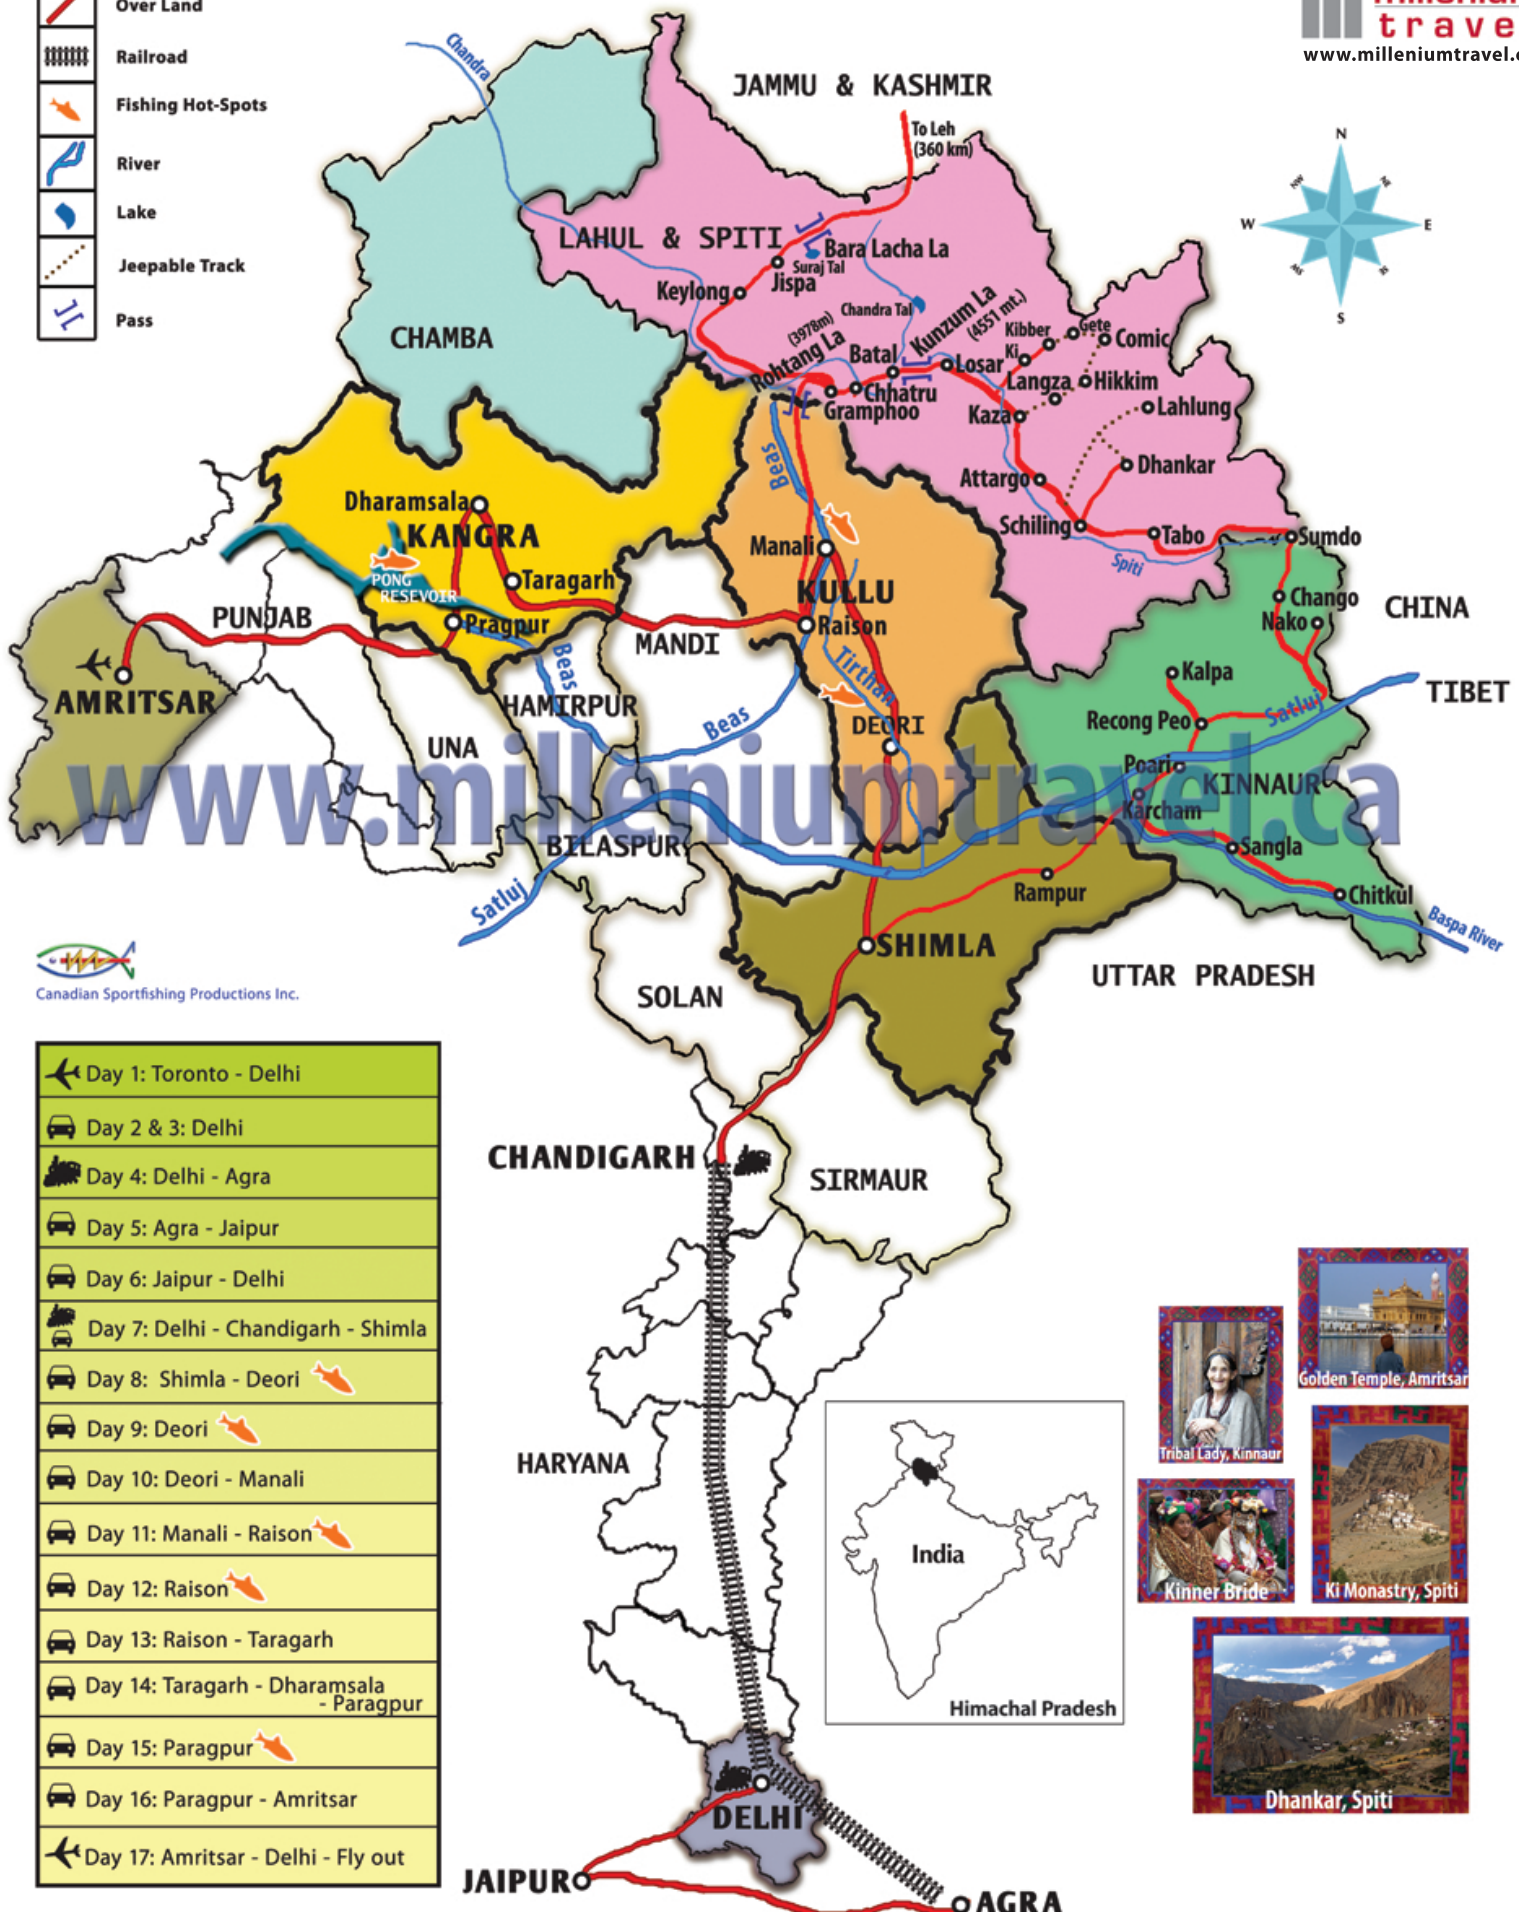 Over Land
Railroad
Fishing Hot-Spots
River
Lake
Jeepable Track
Pass
trave
www.milleniumtravel.c
N
NE
E
S
W
NW
JAMMU & KASHMIR
To Leh
(360 km)
Chandra
LAHUL & SPITI
Bara Lacha La
Suraj Tal
Jispa
Keylong
Chandra Tal
Kunzum La
(4551 mt.)
(3978m)
Rohtang La
Batal
Losar
Kibber
Ki
Gete
Comic
Langza
Hikkim
Chhatru
Gramphoo
Kaza
Lahlung
CHAMBA
Beas
Attargo
Dhankar
Schiling
Tabo
Sumdo
Spiti
Dharamsala
KANGRA
PONG
RESEVOIR
Taragarh
Pragpur
Manali
KULLU
Raison
Chango
Nako
CHINA
PUNJAB
MANDI
AMRITSAR
Beas
HAMIRPUR
Tirthan
Kalpa
Recong Peo
Satluj
TIBET
Beas
DEORI
UNA
Poari
KINNAUR
Karcham
www.milleniumtravel.ca
BILASPUR
Sangla
Satluj
Rampur
Chitkul
Baspa River
SHIMLA
UTTAR PRADESH
SOLAN
Canadian Sportfishing Productions Inc.
CHANDIGARH
SIRMAUR
HARYANA
DELHI
JAIPUR
AGRA
Day 1: Toronto - Delhi
Day 2 & 3: Delhi
Day 4: Delhi - Agra
Day 5: Agra - Jaipur
Day 6: Jaipur - Delhi
Day 7: Delhi - Chandigarh - Shimla
Day 8: Shimla - Deori
Day 9: Deori
Day 10: Deori - Manali
Day 11: Manali - Raison
Day 12: Raison
Day 13: Raison - Taragarh
Day 14: Taragarh - Dharamsala
- Paragpur
Day 15: Paragpur
Day 16: Paragpur - Amritsar
Day 17: Amritsar - Delhi - Fly out
India
Himachal Pradesh
Golden Temple, Amritsar
Tribal Lady, Kinnaur
Kinner Bride
Ki Monastry, Spiti
Dhankar, Spiti